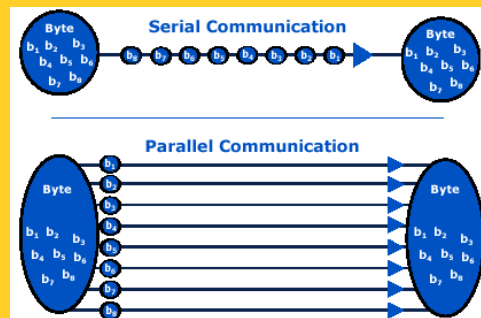 Serial Communication
Byte
b1 b2 b3
b4 b5 b6
b7 b8
b8 b7 b6 b5 b4 b3 b2 b1
Byte
b1 b2 b3
b4 b5 b6
b7 b8
Parallel Communication
Byte
b1 b2 b3
b4 b5 b6
b7 b8
b1
b2
b3
b4
b5
b6
b7
b8
Byte
b1 b2 b3
b4 b5 b6
b7 b8